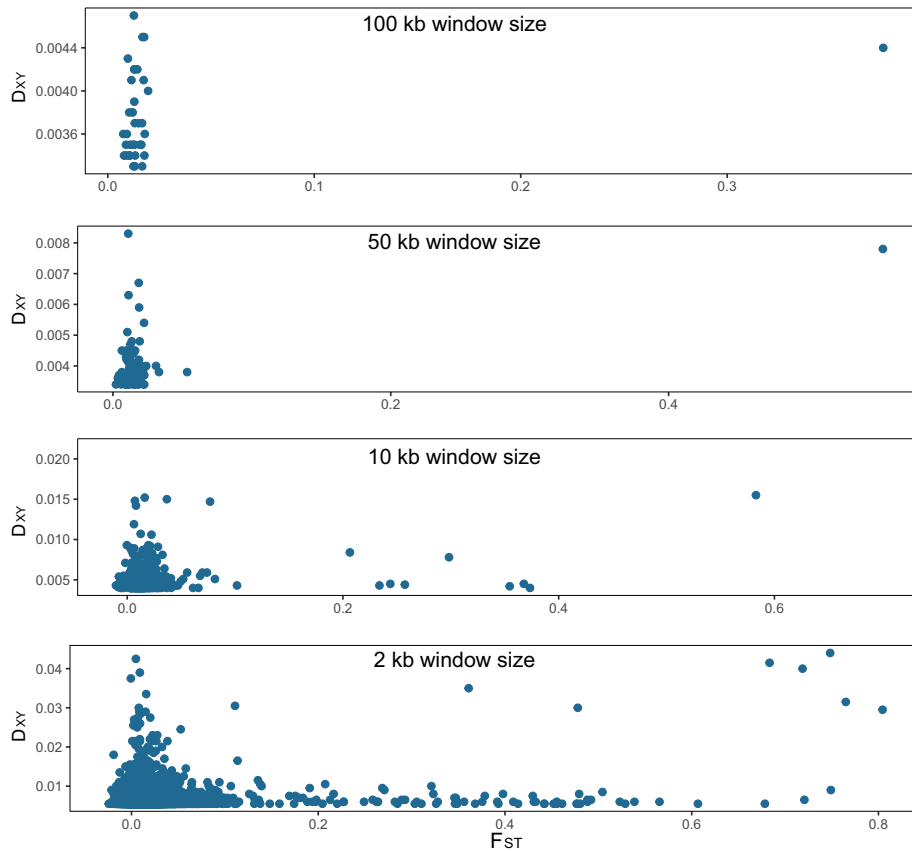 100 kb window size
DXY
0.0044
0.0040
0.0036
0.0 0.1 0.2 0.3
50 kb window size
DXY
0.008
0.007
0.006
0.005
0.004
0.0 0.2 0.4
10 kb window size
DXY
0.020
0.015
0.010
0.005
0.0 0.2 0.4 0.6
2 kb window size
DXY
0.04
0.03
0.02
0.01
0.0 0.2 0.4 0.6 0.8
FST